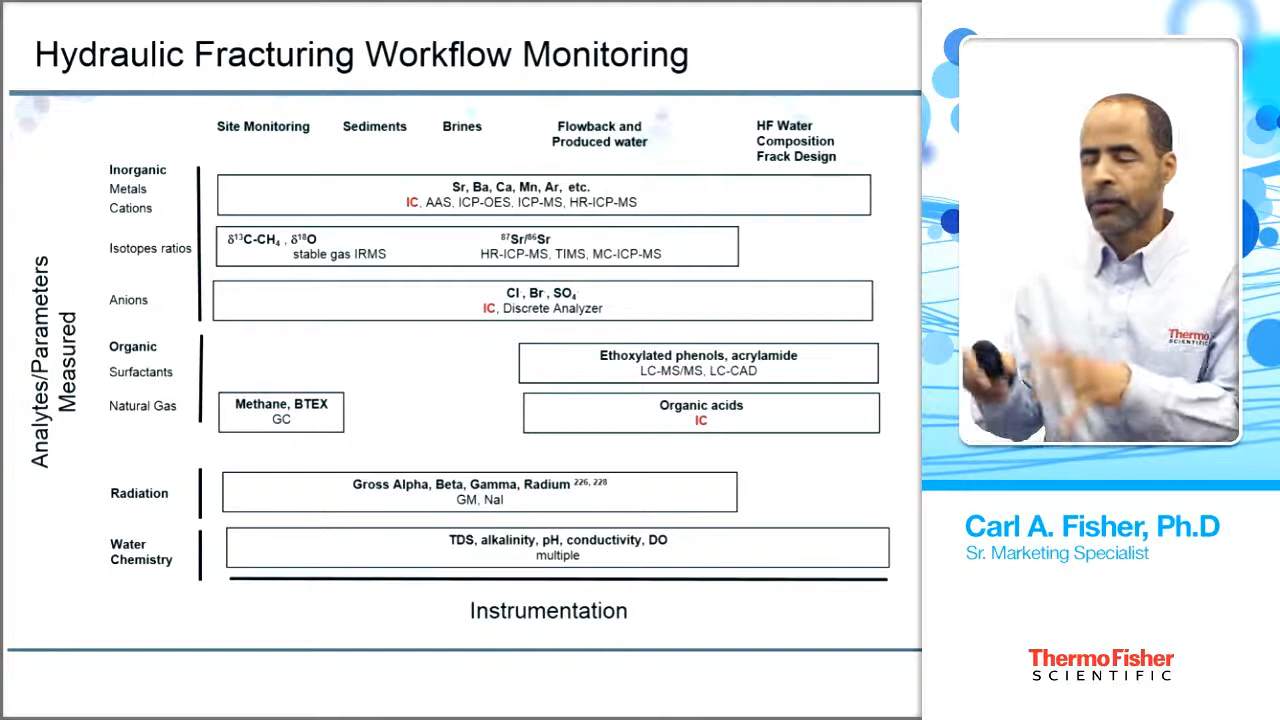 Hydraulic Fracturing Workflow Monitoring
Site Monitoring
Sediments
Brines
Flowback and
Produced water
HF Water
Composition
Frack Design
Analytes/Parameters
Measured
Inorganic
Metals
Cations
Sr, Ba, Ca, Mn, Ar, etc.
IC, AAS, ICP-OES, ICP-MS, HR-ICP-MS
Isotopes ratios
δ¹³C-CH₄ , δ¹⁸O
stable gas IRMS
⁸⁷Sr/⁸⁶Sr
HR-ICP-MS, TIMS, MC-ICP-MS
Anions
Cl⁻, Br⁻, SO₄⁻
IC, Discrete Analyzer
Organic
Surfactants
Ethoxylated phenols, acrylamide
LC-MS/MS, LC-CAD
Natural Gas
Methane, BTEX
GC
Organic acids
IC
Radiation
Gross Alpha, Beta, Gamma, Radium ²²⁶, ²²⁸
GM, NaI
Water
Chemistry
TDS, alkalinity, pH, conductivity, DO
multiple
Instrumentation
Thermo
SCIENTIFIC
Carl A. Fisher, Ph.D
Sr. Marketing Specialist
ThermoFisher
SCIENTIFIC